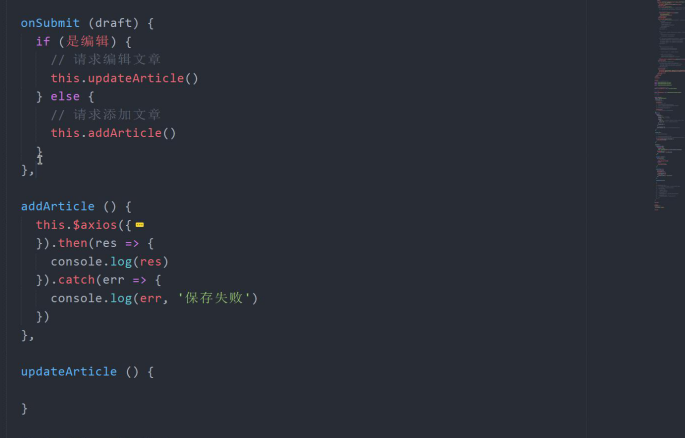 onSubmit (draft) {
if (是编辑) {
// 请求编辑文章
this.updateArticle()
} else {
// 请求添加文章
this.addArticle()
}
},
addArticle () {
this.$axios({
}).then(res => {
console.log(res)
}).catch(err => {
console.log(err, '保存失败')
})
},
updateArticle () {
}